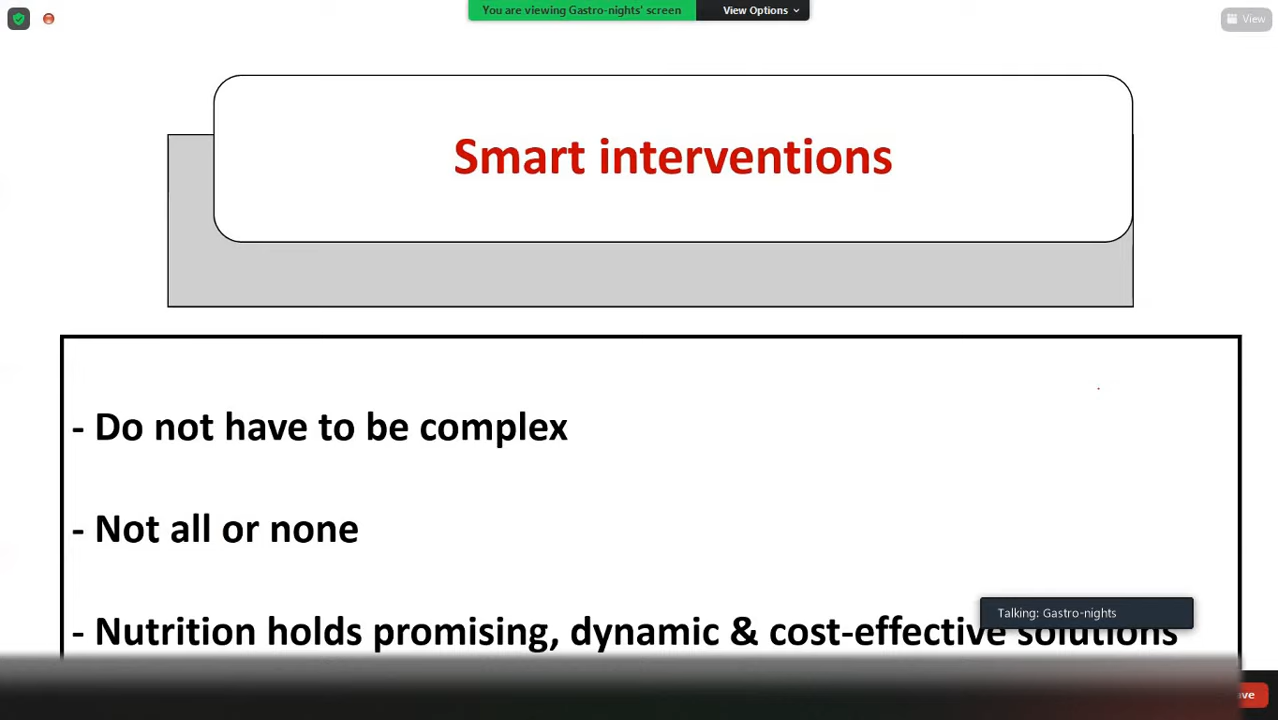 You are viewing Gastro-nights' screen
View Options
View
Smart interventions
- Do not have to be complex
- Not all or none
Talking: Gastro-nights
- Nutrition holds promising, dynamic & cost-effective solutions